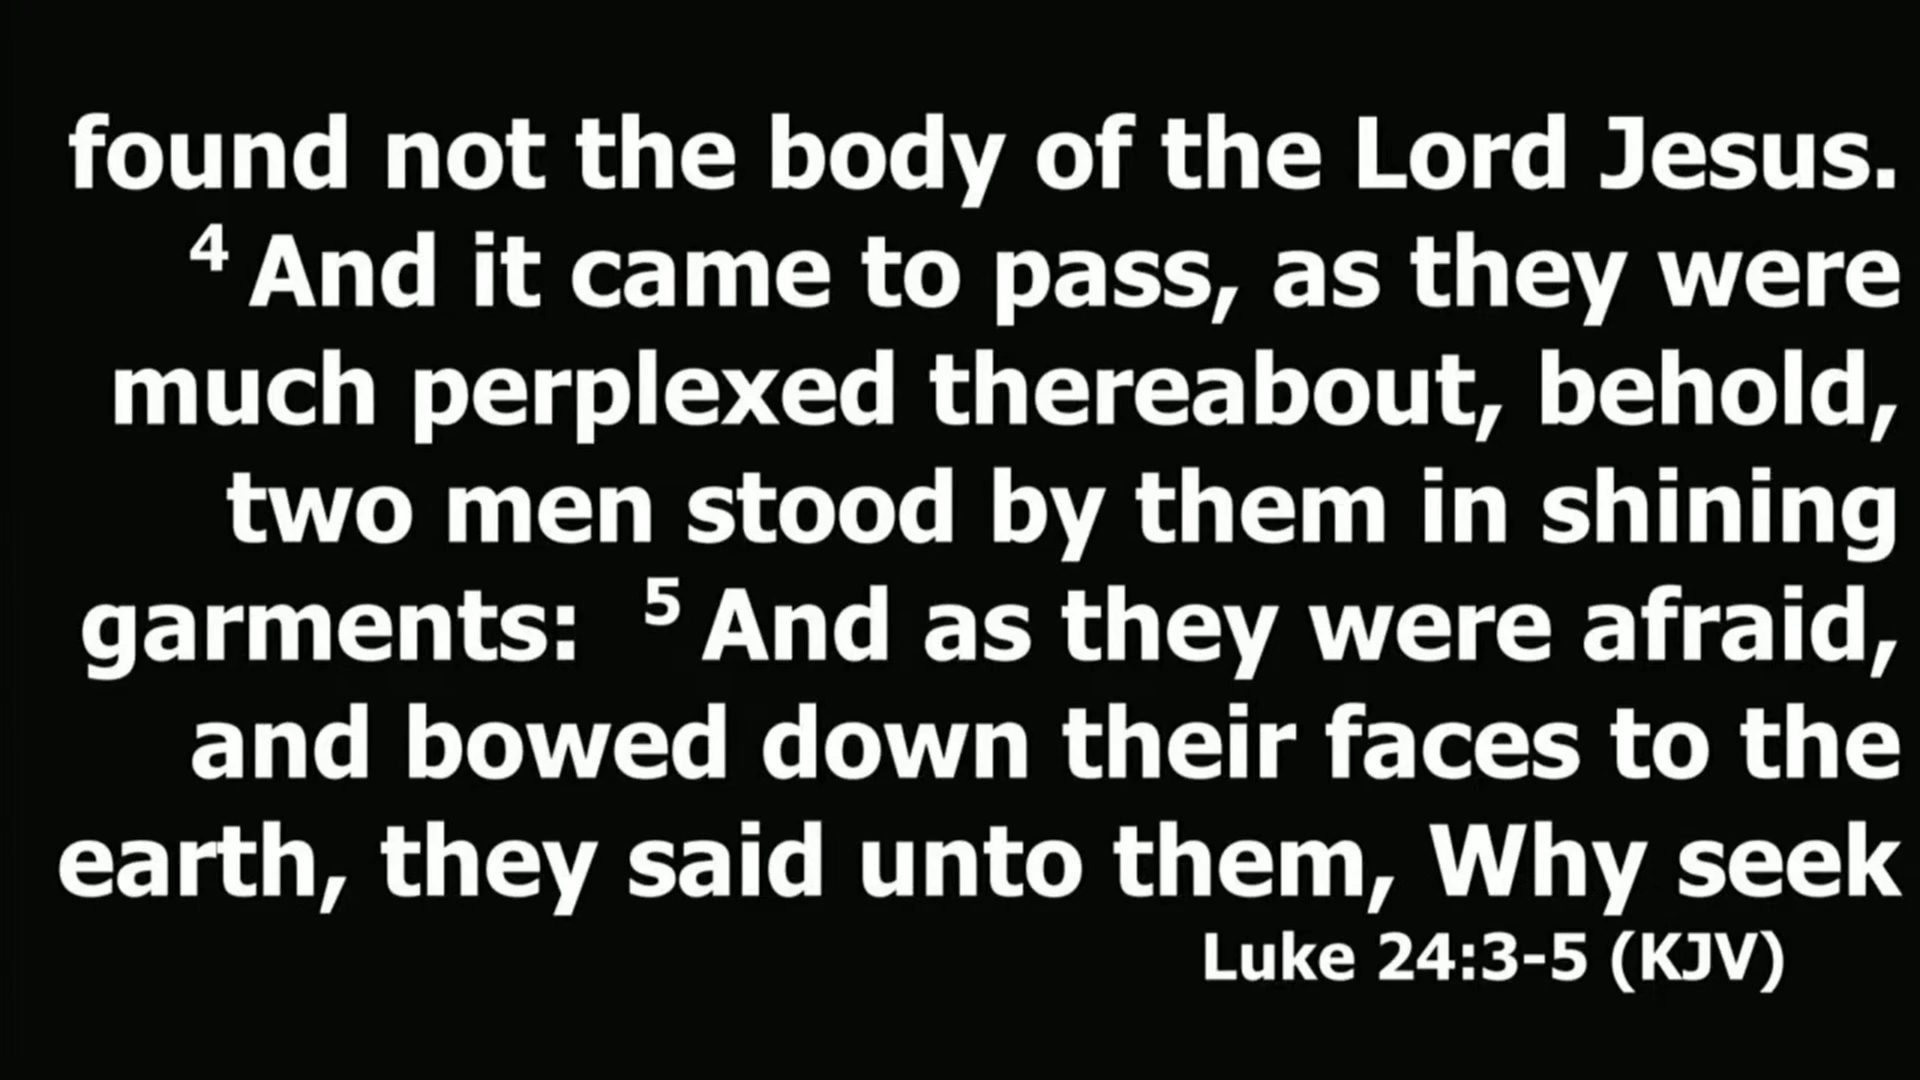 found not the body of the Lord Jesus.
4 And it came to pass, as they were
much perplexed thereabout, behold,
two men stood by them in shining
garments: 5 And as they were afraid,
and bowed down their faces to the
earth, they said unto them, Why seek
Luke 24:3-5 (KJV)